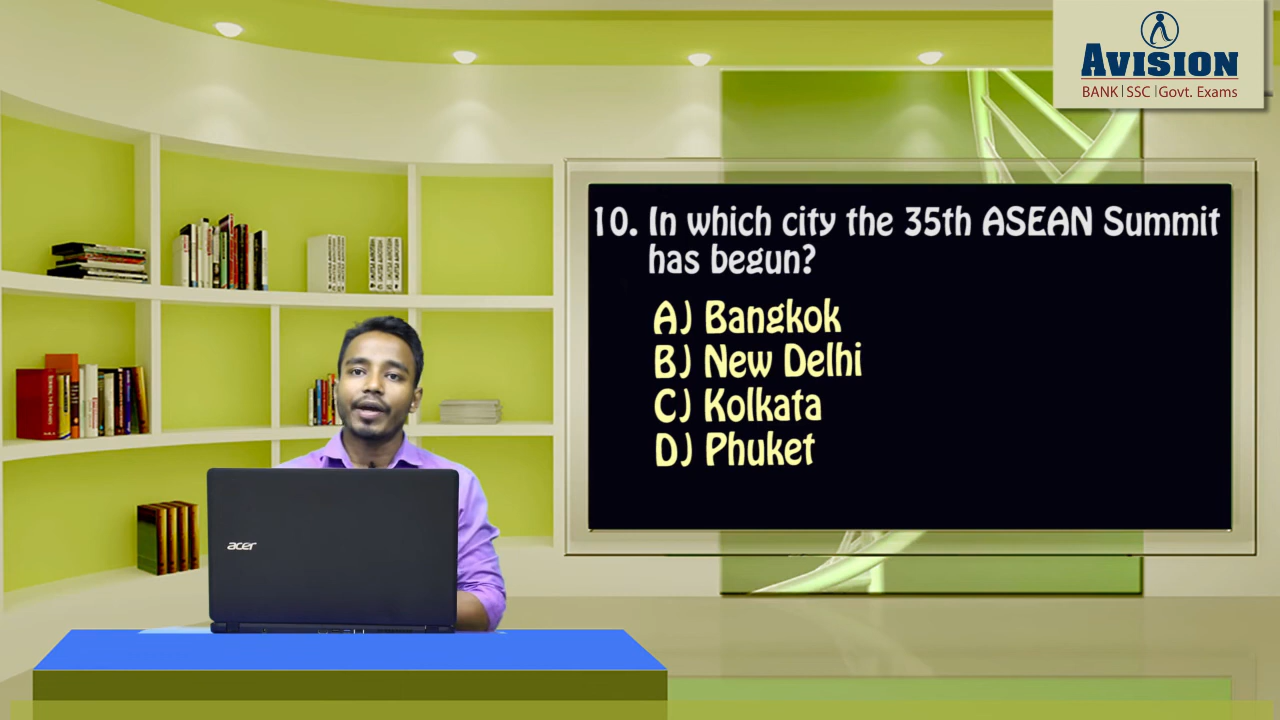 AVISION
BANK | SSC | Govt. Exams
10. In which city the 35th ASEAN Summit
has begun?
A) Bangkok
B) New Delhi
C) Kolkata
D) Phuket
acer